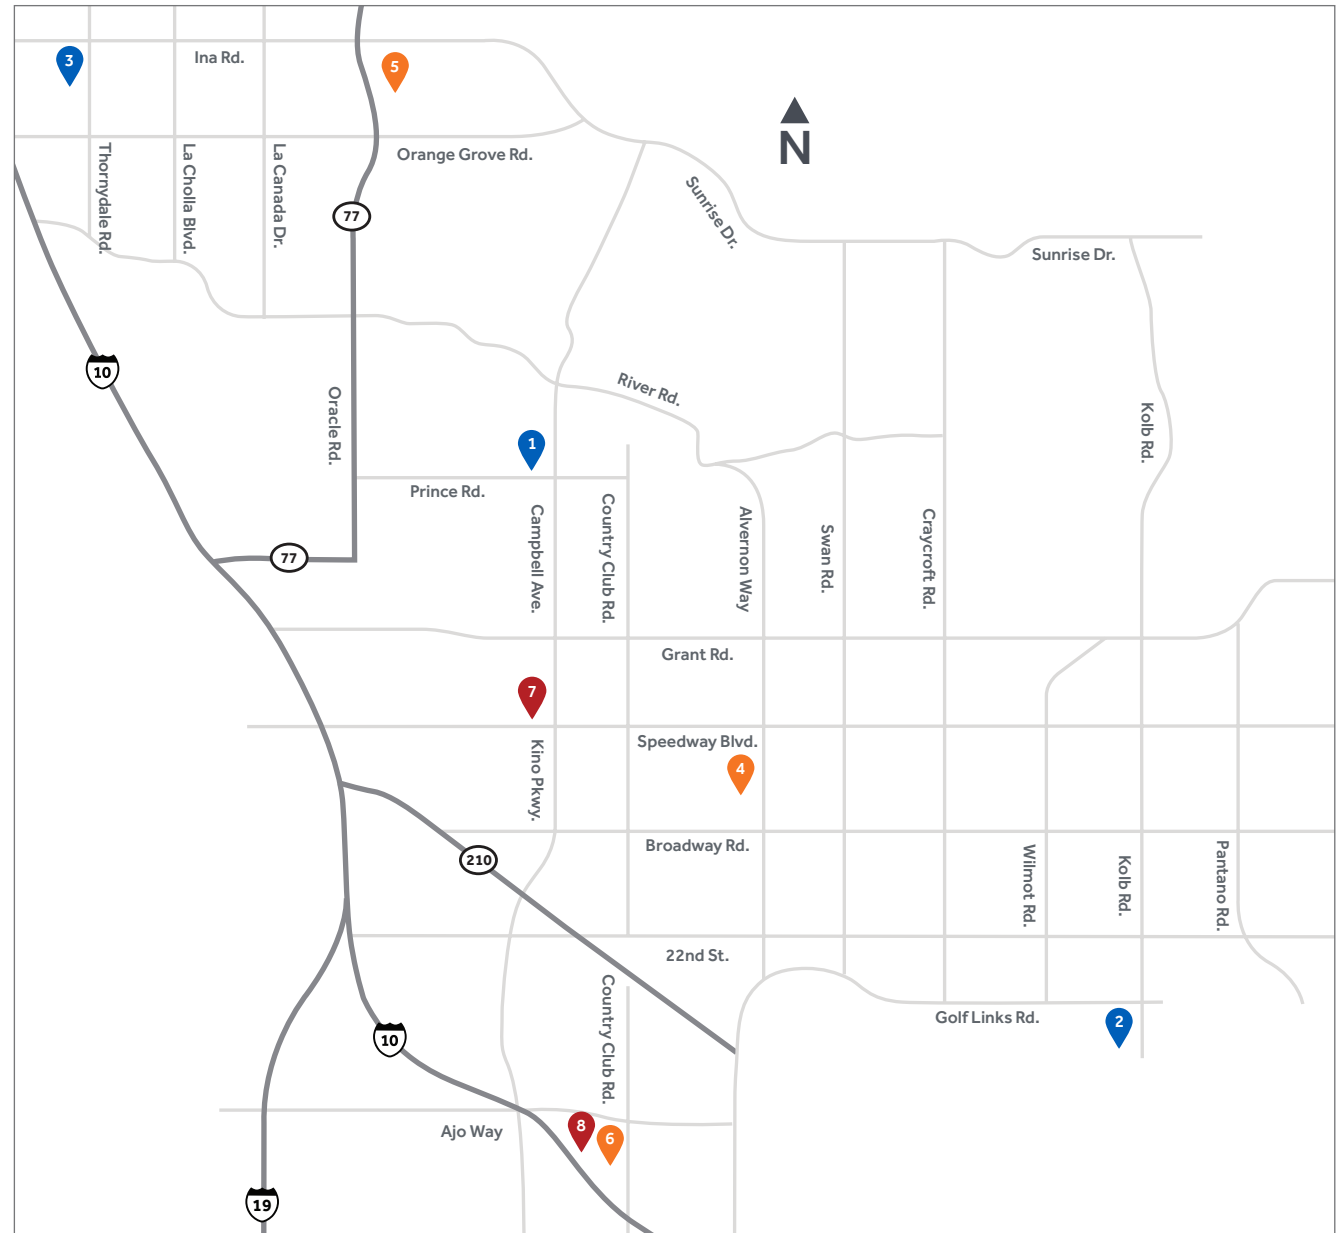 3
Ina Rd.
5
N
Thornydale Rd.
La Cholla Blvd.
La Canada Dr.
Orange Grove Rd.
Sunrise Dr.
77
Sunrise Dr.
10
Oracle Rd.
River Rd.
Kolb Rd.
1
Prince Rd.
Campbell Ave.
Country Club Rd.
Alvernon Way
Swan Rd.
Craycroft Rd.
77
Grant Rd.
7
Speedway Blvd.
Kino Pkwy.
4
Broadway Rd.
210
Wilmot Rd.
Kolb Rd.
Pantano Rd.
22nd St.
Country Club Rd.
Golf Links Rd.
2
10
Ajo Way
8
6
19